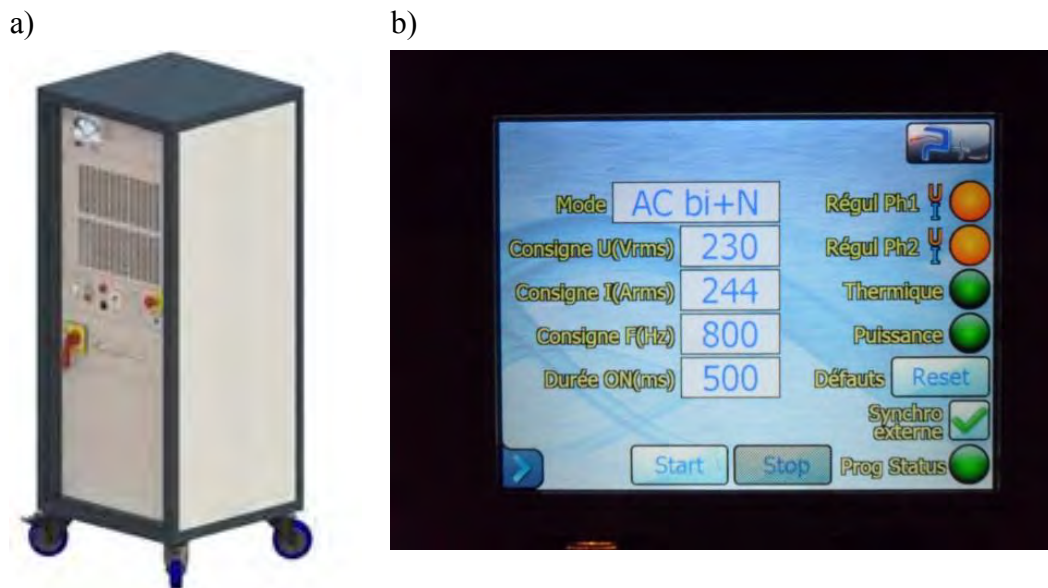 a)
b)
Mode AC bi+N
Régul Ph1 U I
Consigne U(Vrms) 230
Régul Ph2 U I
Consigne I(Arms) 244
Thermique
Consigne F(Hz) 800
Puissance
Durée ON(ms) 500
Défauts Reset
Synchro
externe
Start Stop
Prog Status